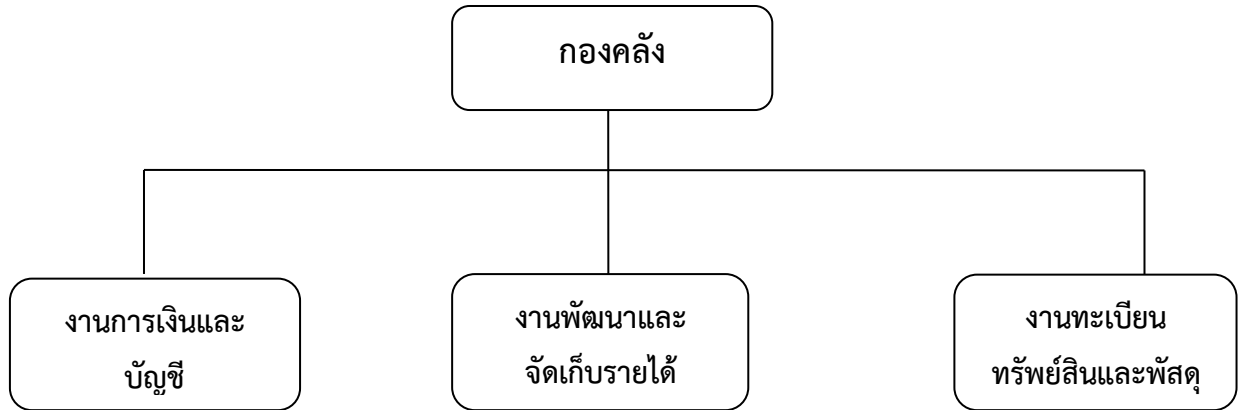 กองคลัง
งานการเงินและ
บัญชี
งานพัฒนาและ
จัดเก็บรายได้
งานทะเบียน
ทรัพย์สินและพัสดุ